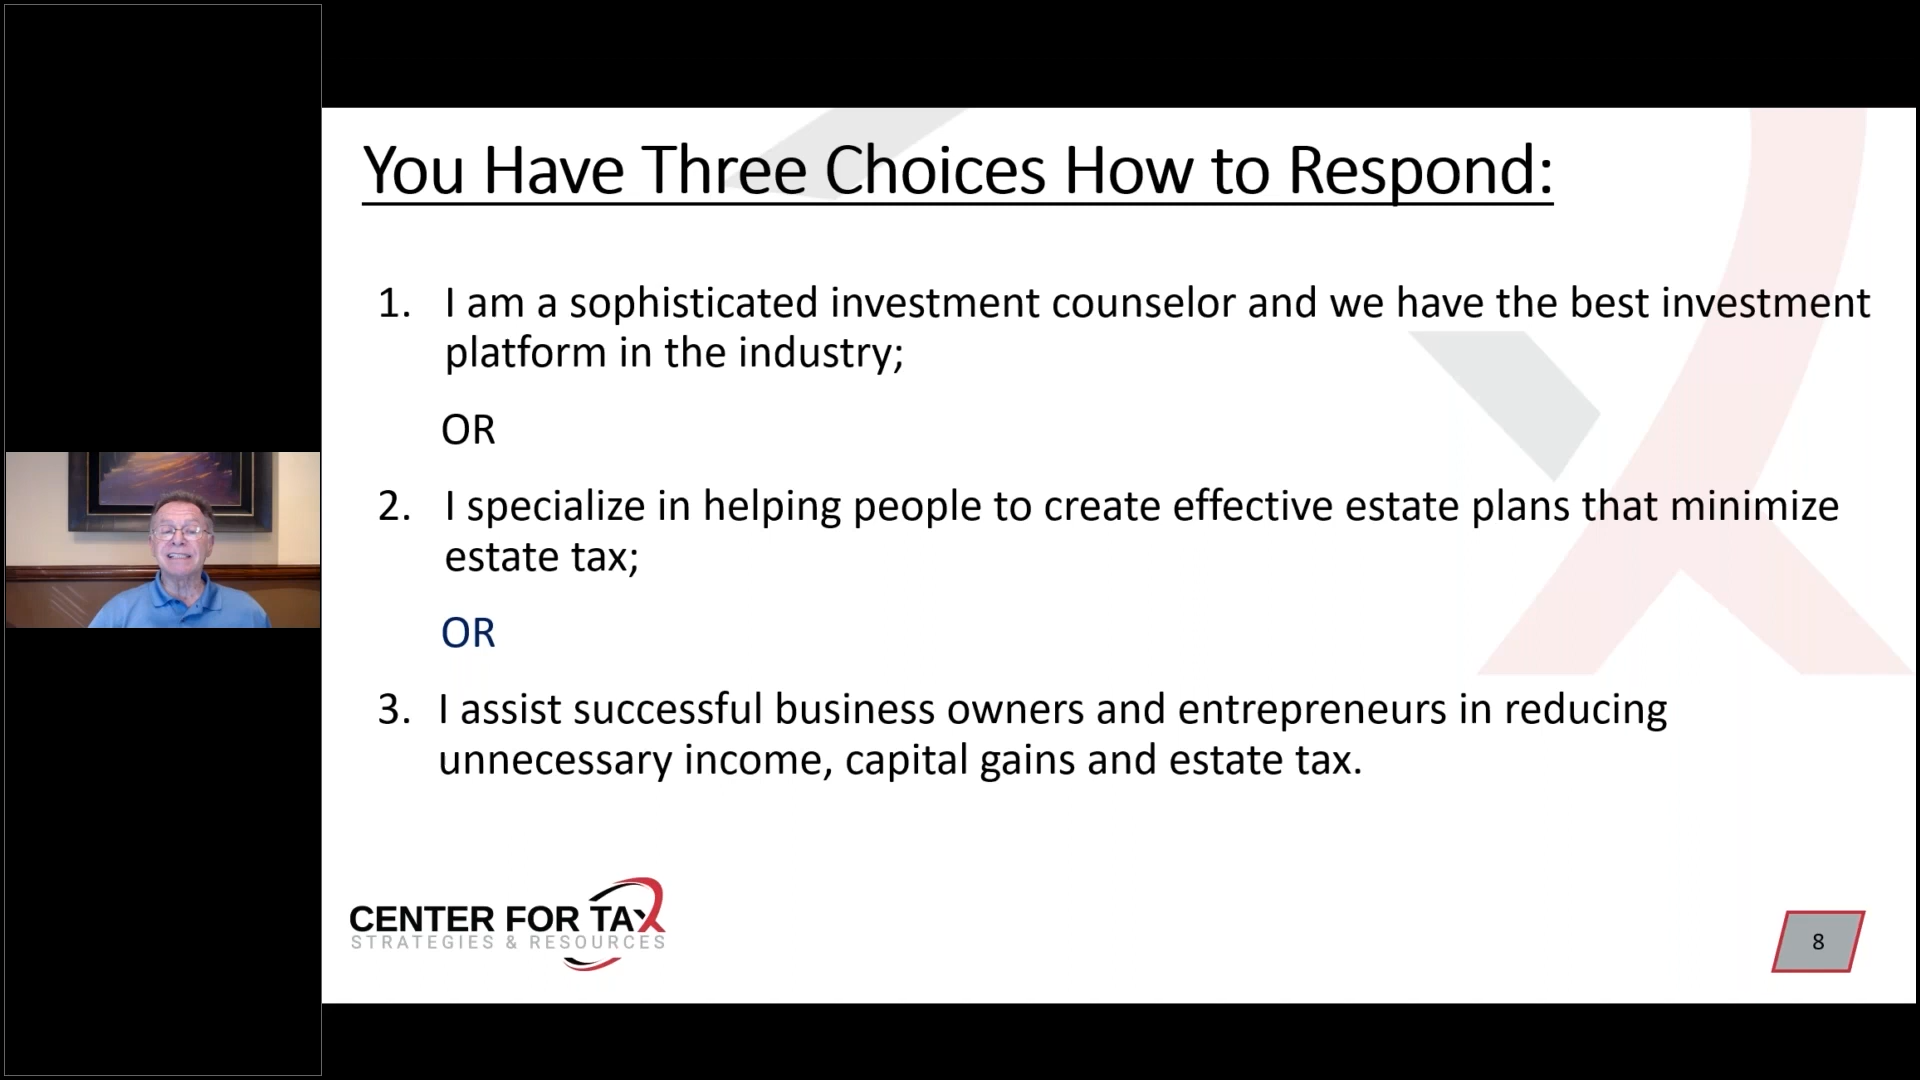 You Have Three Choices How to Respond:
1. I am a sophisticated investment counselor and we have the best investment
platform in the industry;
OR
2. I specialize in helping people to create effective estate plans that minimize
estate tax;
OR
3. I assist successful business owners and entrepreneurs in reducing
unnecessary income, capital gains and estate tax.
CENTER FOR TAX
STRATEGIES & RESOURCES
8